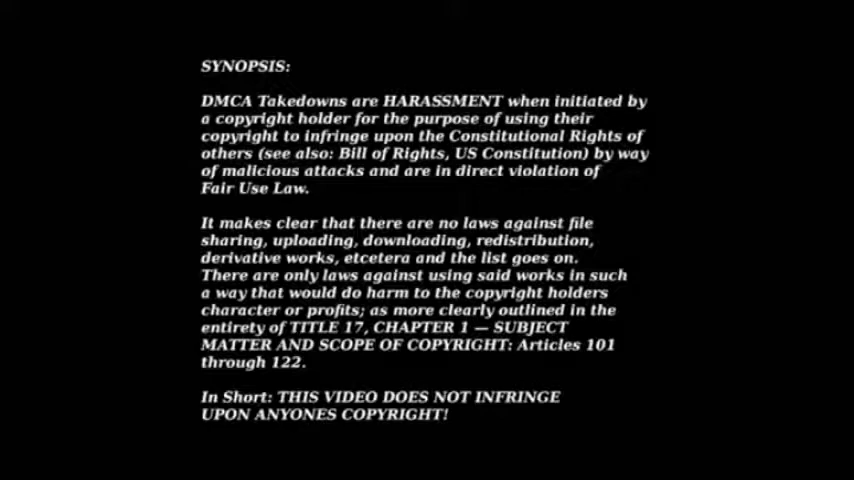 SYNOPSIS:
DMCA Takedowns are HARASSMENT when initiated by
a copyright holder for the purpose of using their
copyright to infringe upon the Constitutional Rights of
others (see also: Bill of Rights, US Constitution) by way
of malicious attacks and are in direct violation of
Fair Use Law.
It makes clear that there are no laws against file
sharing, uploading, downloading, redistribution,
derivative works, etcetera and the list goes on.
There are only laws against using said works in such
a way that would do harm to the copyright holders
character or profits; as more clearly outlined in the
entirety of TITLE 17, CHAPTER 1 — SUBJECT
MATTER AND SCOPE OF COPYRIGHT: Articles 101
through 122.
In Short: THIS VIDEO DOES NOT INFRINGE
UPON ANYONES COPYRIGHT!